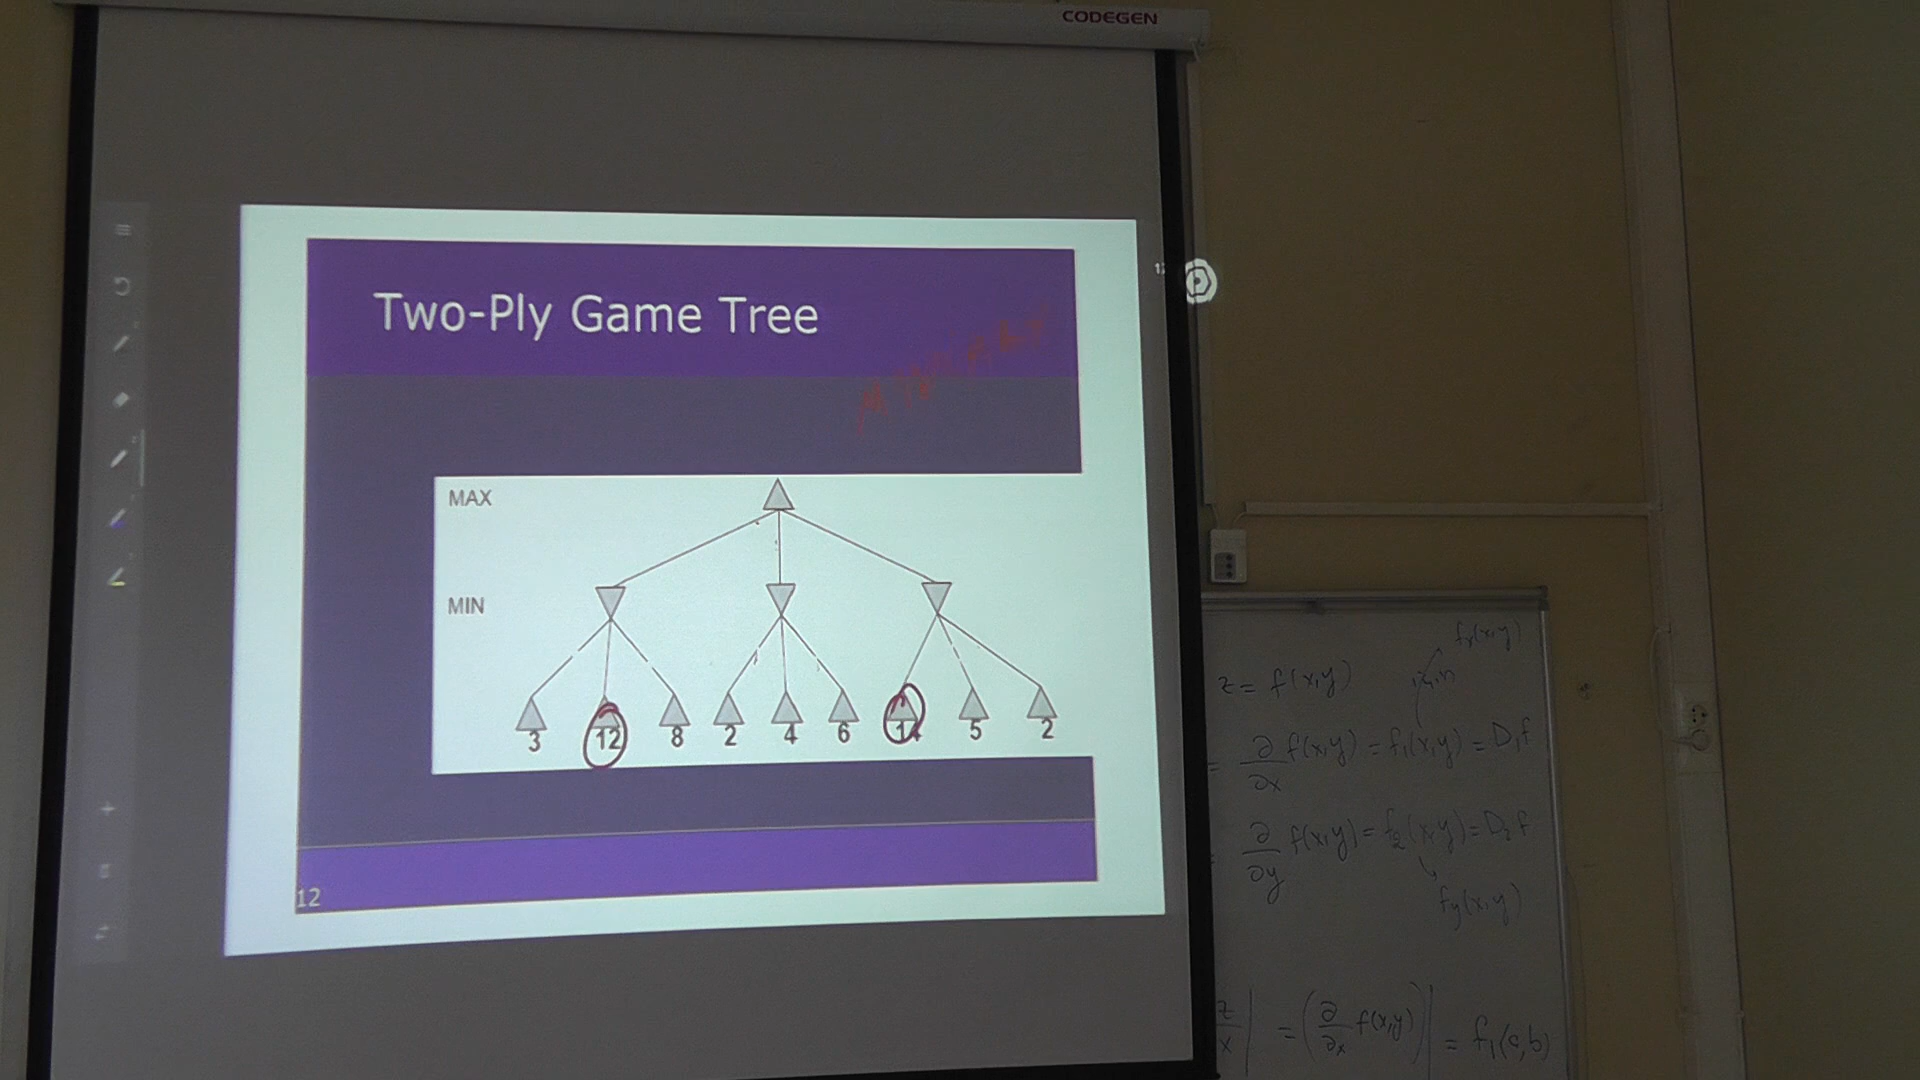 CODEGEN
Two-Ply Game Tree
MAX
MIN
3 12 8 2 4 6 14 5 2
12
fx(x,y)
z = f(x,y)
= ∂/∂x f(x,y) = f₁(x,y) = D₁f
= ∂/∂y f(x,y) = f₂(x,y) = D₂f
fy(x,y)
z/x | = (∂/∂x f(x,y)) | = f₁(a,b)